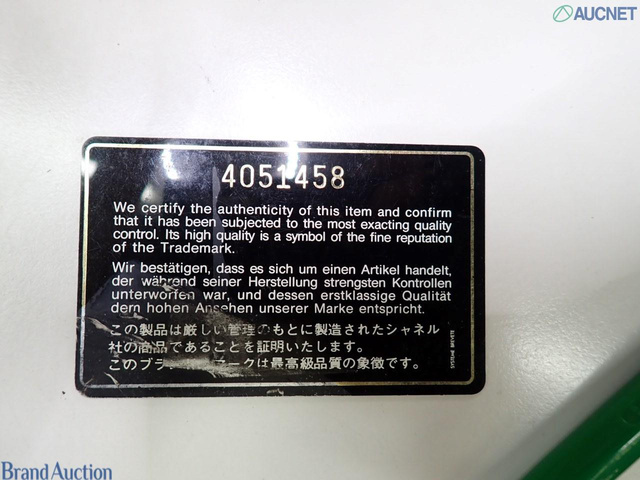 AUCNET
4051458
We certify the authenticity of this item and confirm
that it has been subjected to the most exacting quality
control. Its high quality is a symbol of the fine reputation
of the Trademark.
Wir bestätigen, dass es sich um einen Artikel handelt,
der während seiner Herstellung strengsten Kontrollen
unterworfen war, und dessen erstklassige Qualität
dem hohen Ansehen unserer Marke entspricht.
この製品は厳しい管理のもとに製造されたシャネル
社の商品であることを証明いたします。
このブラ マークは最高級品質の象徴です。
SYSTEME BREVETE
Brand Auction